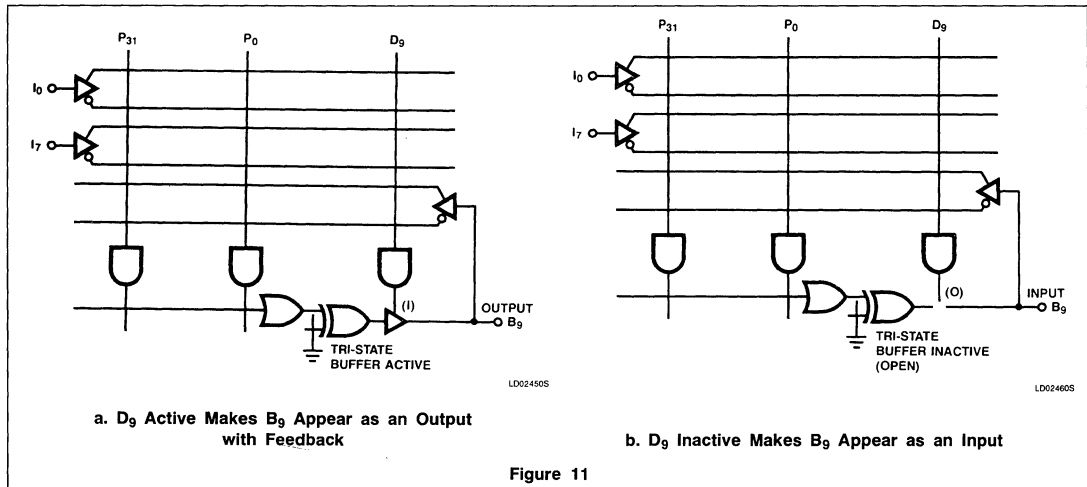 P31 P0 D9
I0
I7
(I)
OUTPUT
B9
TRI-STATE
BUFFER ACTIVE
LD02450S
a. D9 Active Makes B9 Appear as an Output
with Feedback
P31 P0 D9
I0
I7
(O)
INPUT
B9
TRI-STATE
BUFFER INACTIVE
(OPEN)
LD02460S
b. D9 Inactive Makes B9 Appear as an Input
Figure 11